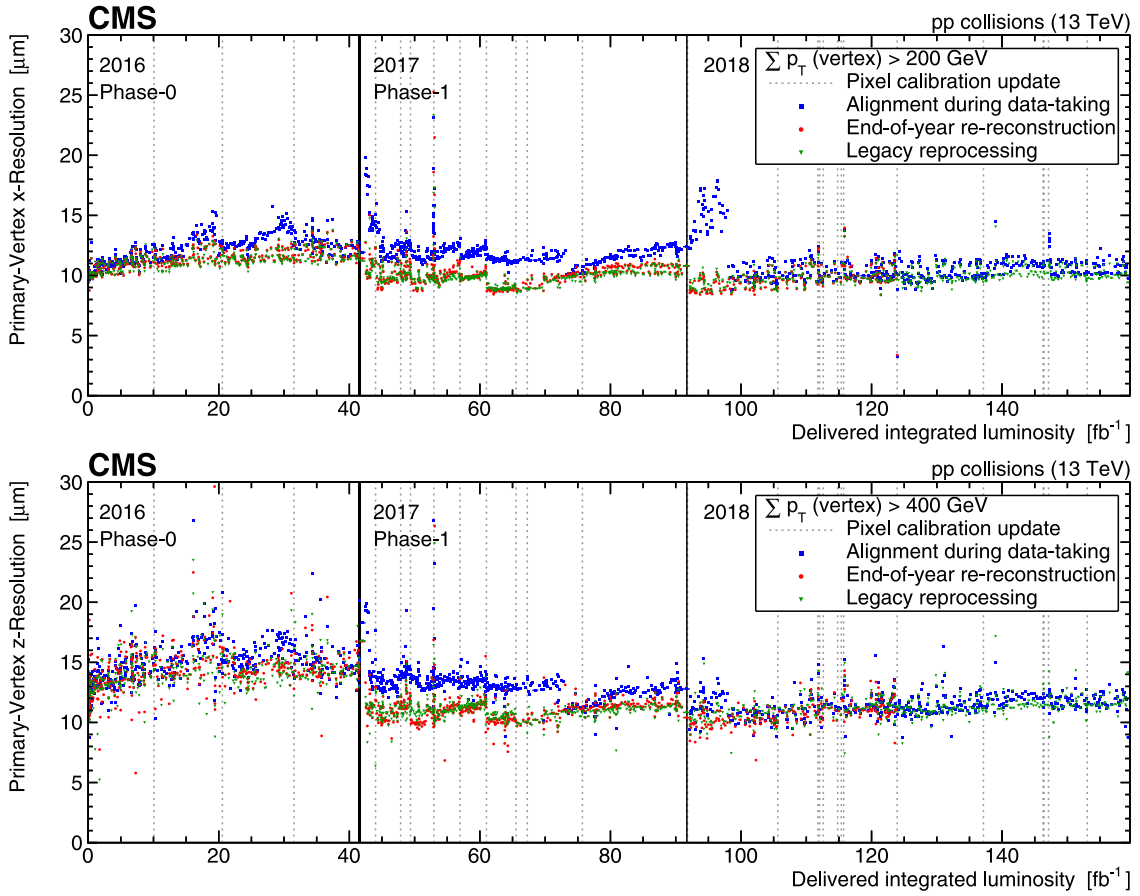 CMS
pp collisions (13 TeV)
Primary-Vertex x-Resolution [μm]
30
25
20
15
10
5
0
2016
Phase-0
2017
Phase-1
2018
∑ p_T (vertex) > 200 GeV
Pixel calibration update
Alignment during data-taking
End-of-year re-reconstruction
Legacy reprocessing
0 20 40 60 80 100 120 140
Delivered integrated luminosity [fb⁻¹]
CMS
pp collisions (13 TeV)
Primary-Vertex z-Resolution [μm]
30
25
20
15
10
5
0
2016
Phase-0
2017
Phase-1
2018
∑ p_T (vertex) > 400 GeV
Pixel calibration update
Alignment during data-taking
End-of-year re-reconstruction
Legacy reprocessing
0 20 40 60 80 100 120 140
Delivered integrated luminosity [fb⁻¹]